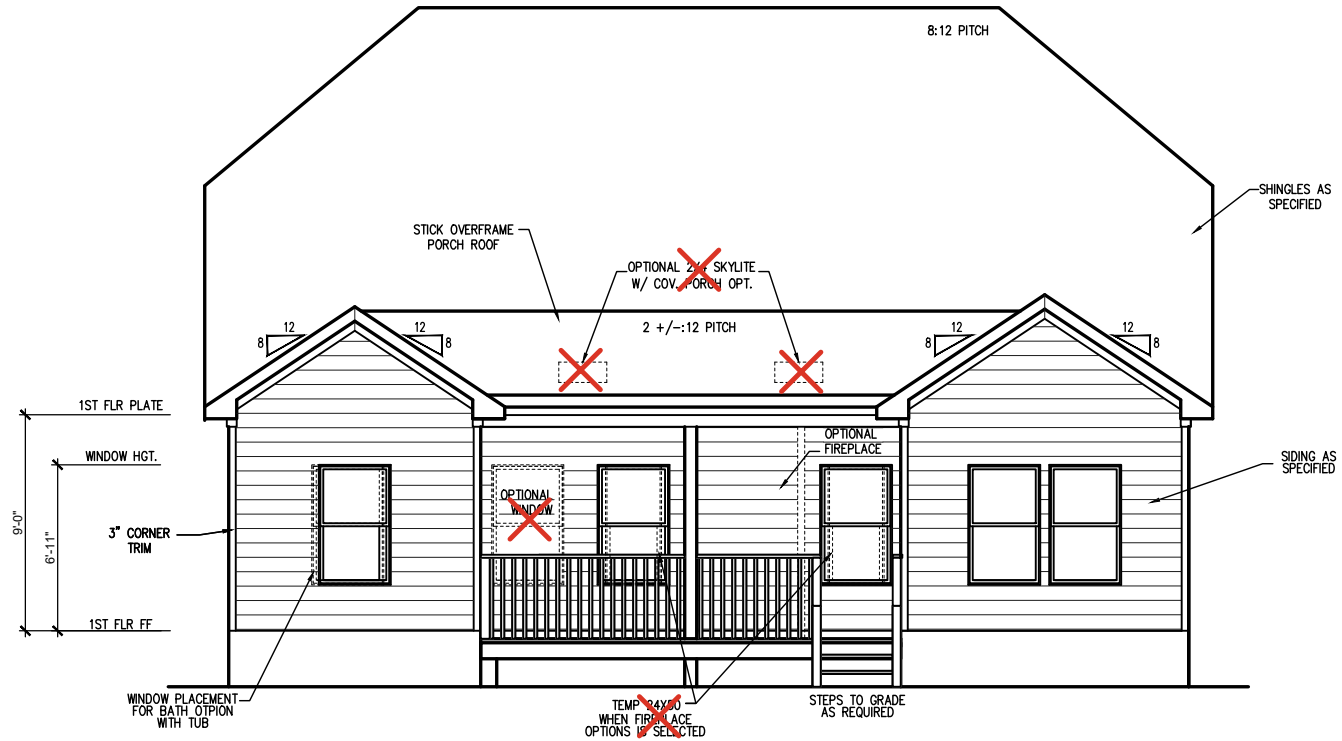 8:12 PITCH
SHINGLES AS
SPECIFIED
STICK OVERFRAME
PORCH ROOF
OPTIONAL SKYLITE
W/ COV. PORCH OPT.
2 +/-:12 PITCH
12
8
12
8
12
8
12
8
1ST FLR PLATE
WINDOW HGT.
9'-0"
6'-11"
3" CORNER
TRIM
1ST FLR FF
OPTIONAL
WINDOW
OPTIONAL
FIREPLACE
SIDING AS
SPECIFIED
WINDOW PLACEMENT
FOR BATH OTPION
WITH TUB
TEMP
WHEN FIREPLACE
OPTIONS IS SELECTED
STEPS TO GRADE
AS REQUIRED